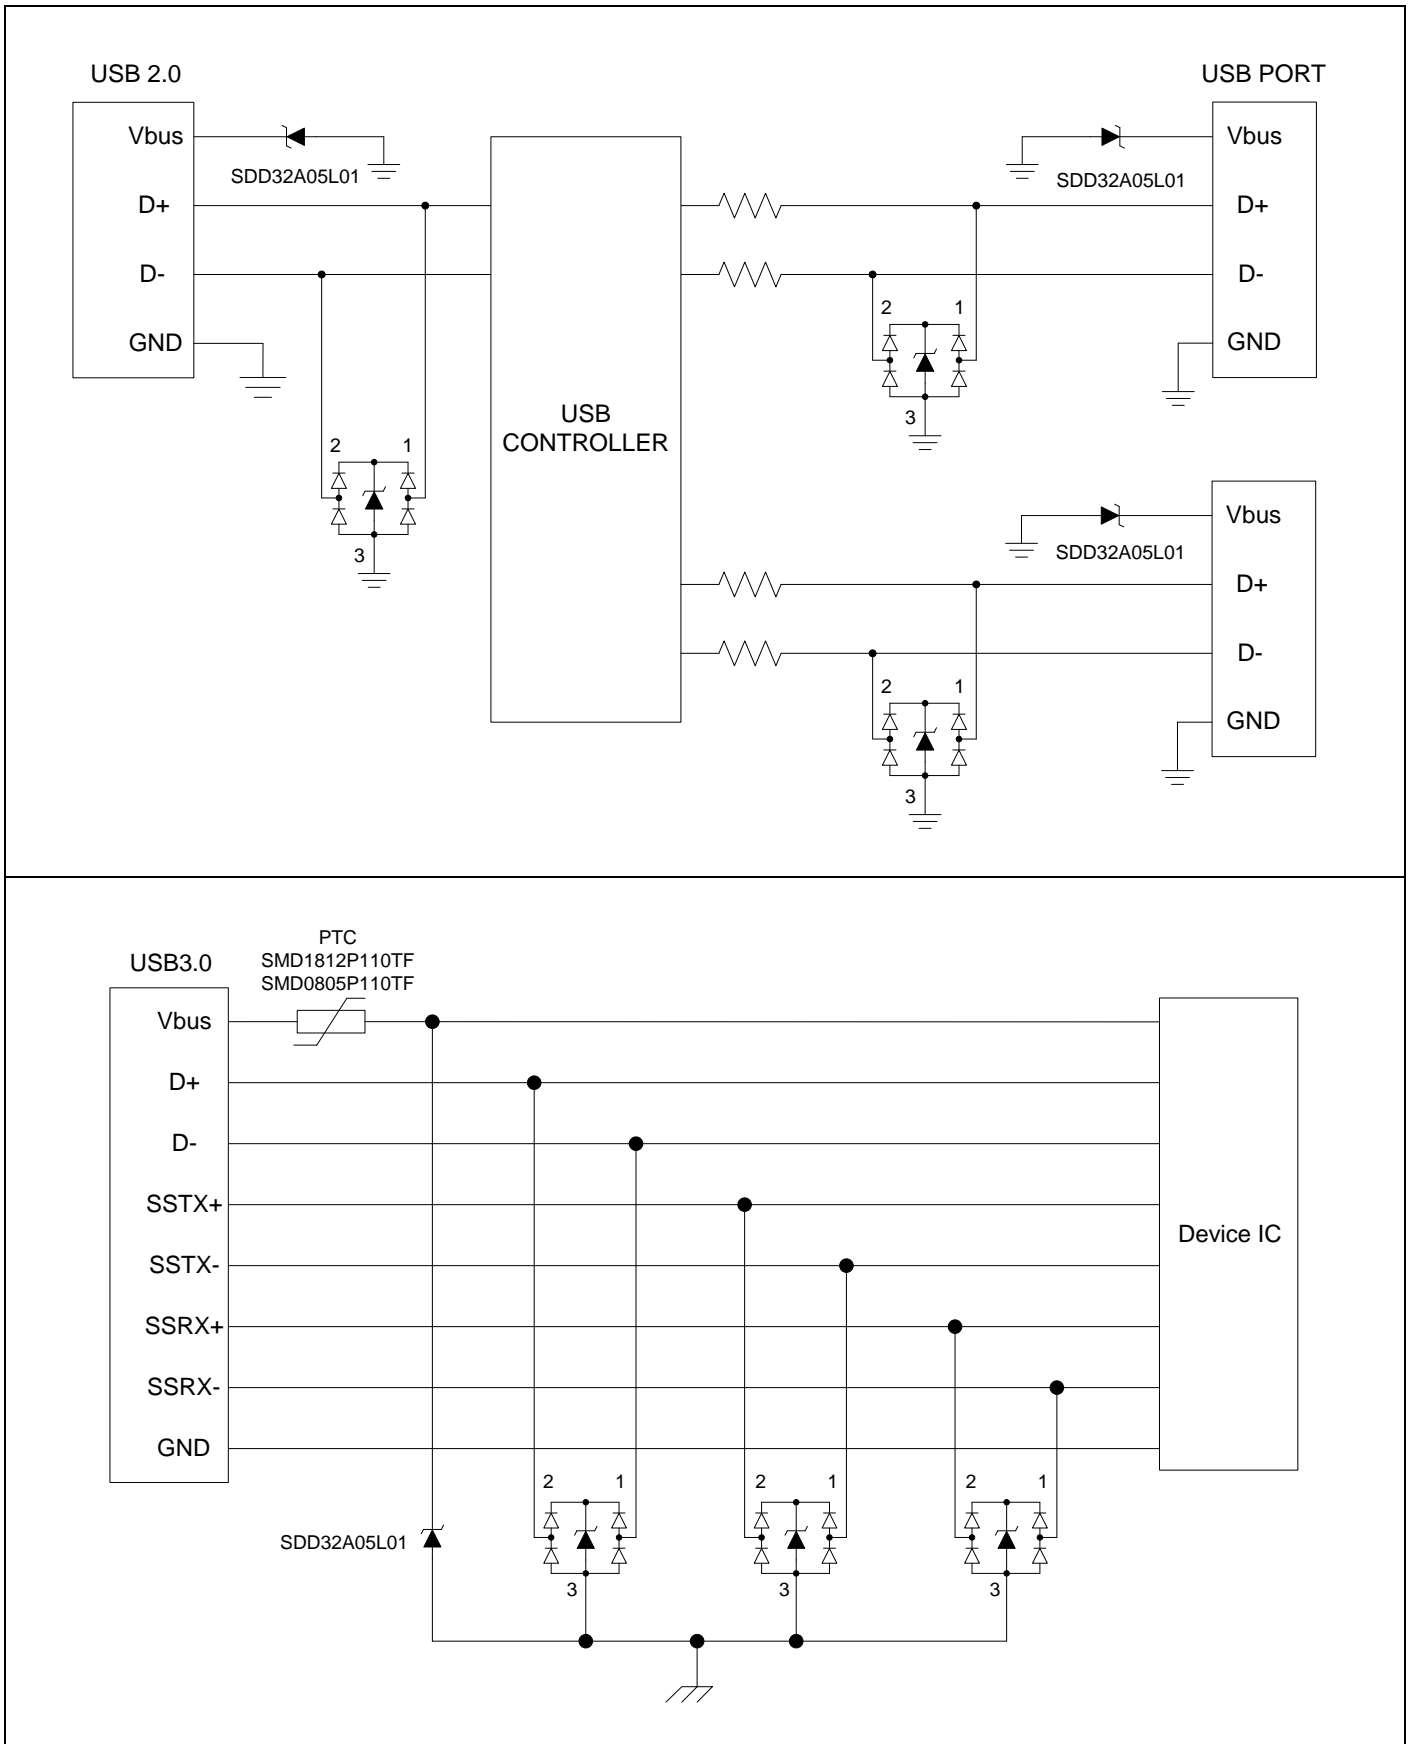 USB 2.0
USB PORT
Vbus
SDD32A05L01
SDD32A05L01
Vbus
D+
D+
D-
D-
2
1
GND
GND
3
USB
CONTROLLER
2
1
3
Vbus
SDD32A05L01
D+
D-
2
1
GND
3
PTC
SMD1812P110TF
SMD0805P110TF
USB3.0
Vbus
D+
D-
SSTX+
Device IC
SSTX-
SSRX+
SSRX-
GND
2
1
2
1
2
1
SDD32A05L01
3
3
3